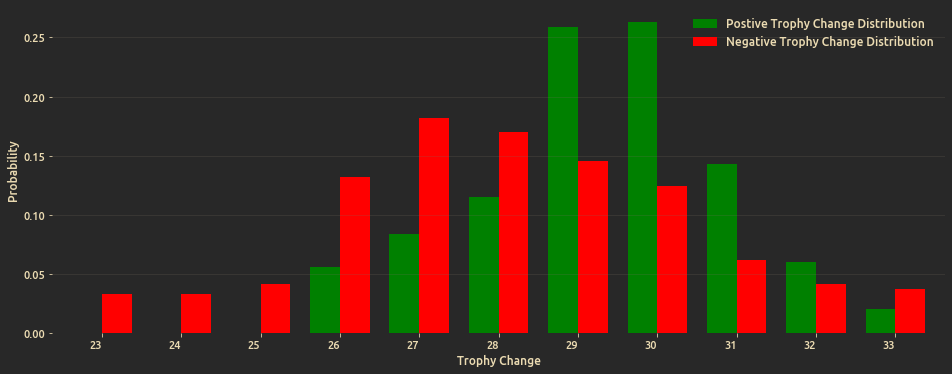 Postive Trophy Change Distribution
Negative Trophy Change Distribution
0.25
0.20
0.15
0.10
0.05
0.00
Probability
23 24 25 26 27 28 29 30 31 32 33
Trophy Change